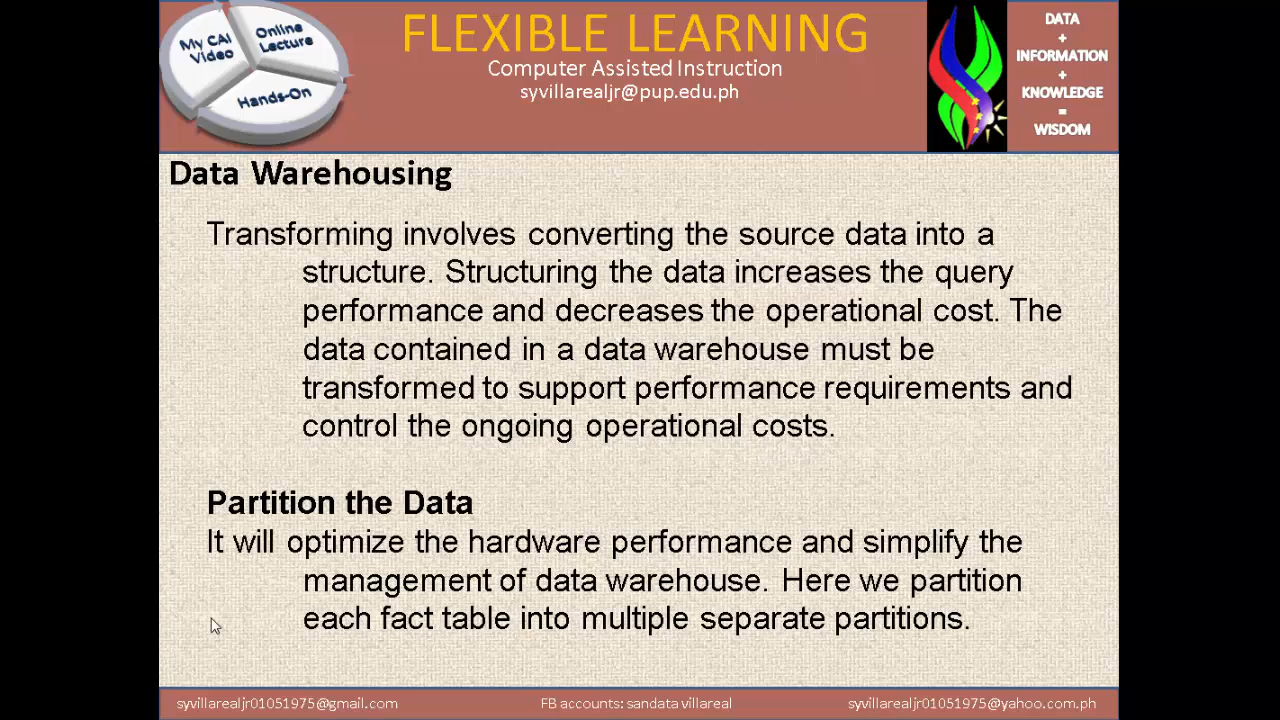 My CAI
Video
Online
Lecture
Hands-On
FLEXIBLE LEARNING
Computer Assisted Instruction
syvillarealjr@pup.edu.ph
DATA
+
INFORMATION
+
KNOWLEDGE
=
WISDOM
Data Warehousing
Transforming involves converting the source data into a
structure. Structuring the data increases the query
performance and decreases the operational cost. The
data contained in a data warehouse must be
transformed to support performance requirements and
control the ongoing operational costs.
Partition the Data
It will optimize the hardware performance and simplify the
management of data warehouse. Here we partition
each fact table into multiple separate partitions.
syvillarealjr01051975@gmail.com
FB accounts: sandata villareal
syvillarealjr01051975@yahoo.com.ph